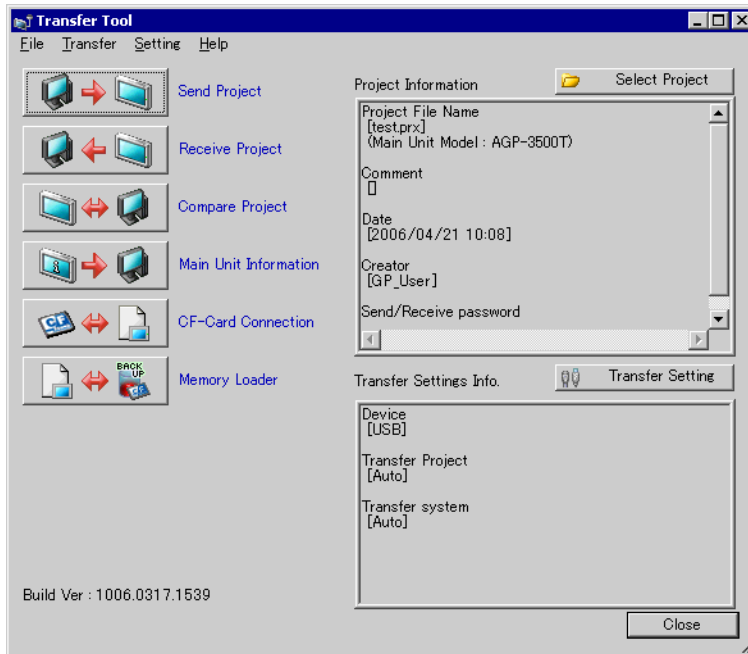 Transfer Tool
File Transfer Setting Help
Send Project
Receive Project
Compare Project
Main Unit Information
CF
CF-Card Connection
BACK
UP
CF
Memory Loader
Build Ver : 1006.0317.1539
Project Information
Select Project
Project File Name
[test.prx]
(Main Unit Model : AGP-3500T)
Comment
[]
Date
[2006/04/21 10:08]
Creator
[GP_User]
Send/Receive password
Transfer Settings Info.
Transfer Setting
Device
[USB]
Transfer Project
[Auto]
Transfer system
[Auto]
Close